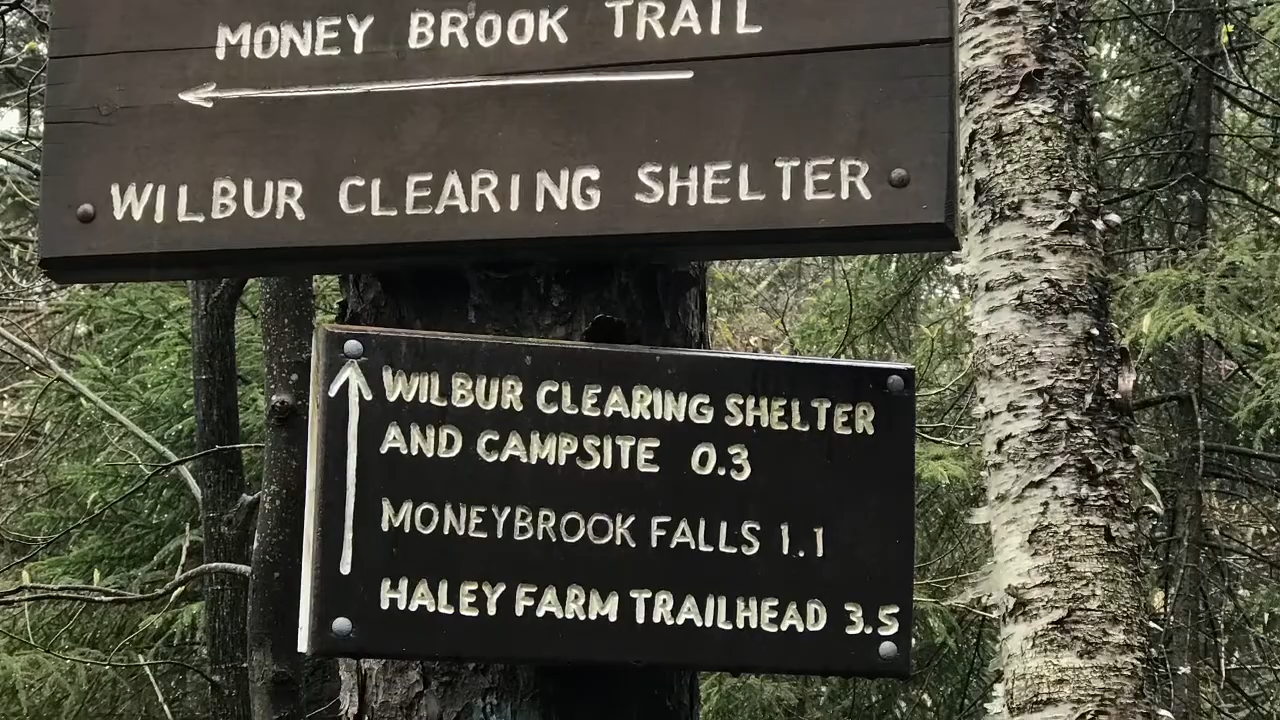 MONEY BROOK TRAIL
WILBUR CLEARING SHELTER
WILBUR CLEARING SHELTER
AND CAMPSITE 0.3
MONEYBROOK FALLS 1.1
HALEY FARM TRAILHEAD 3.5